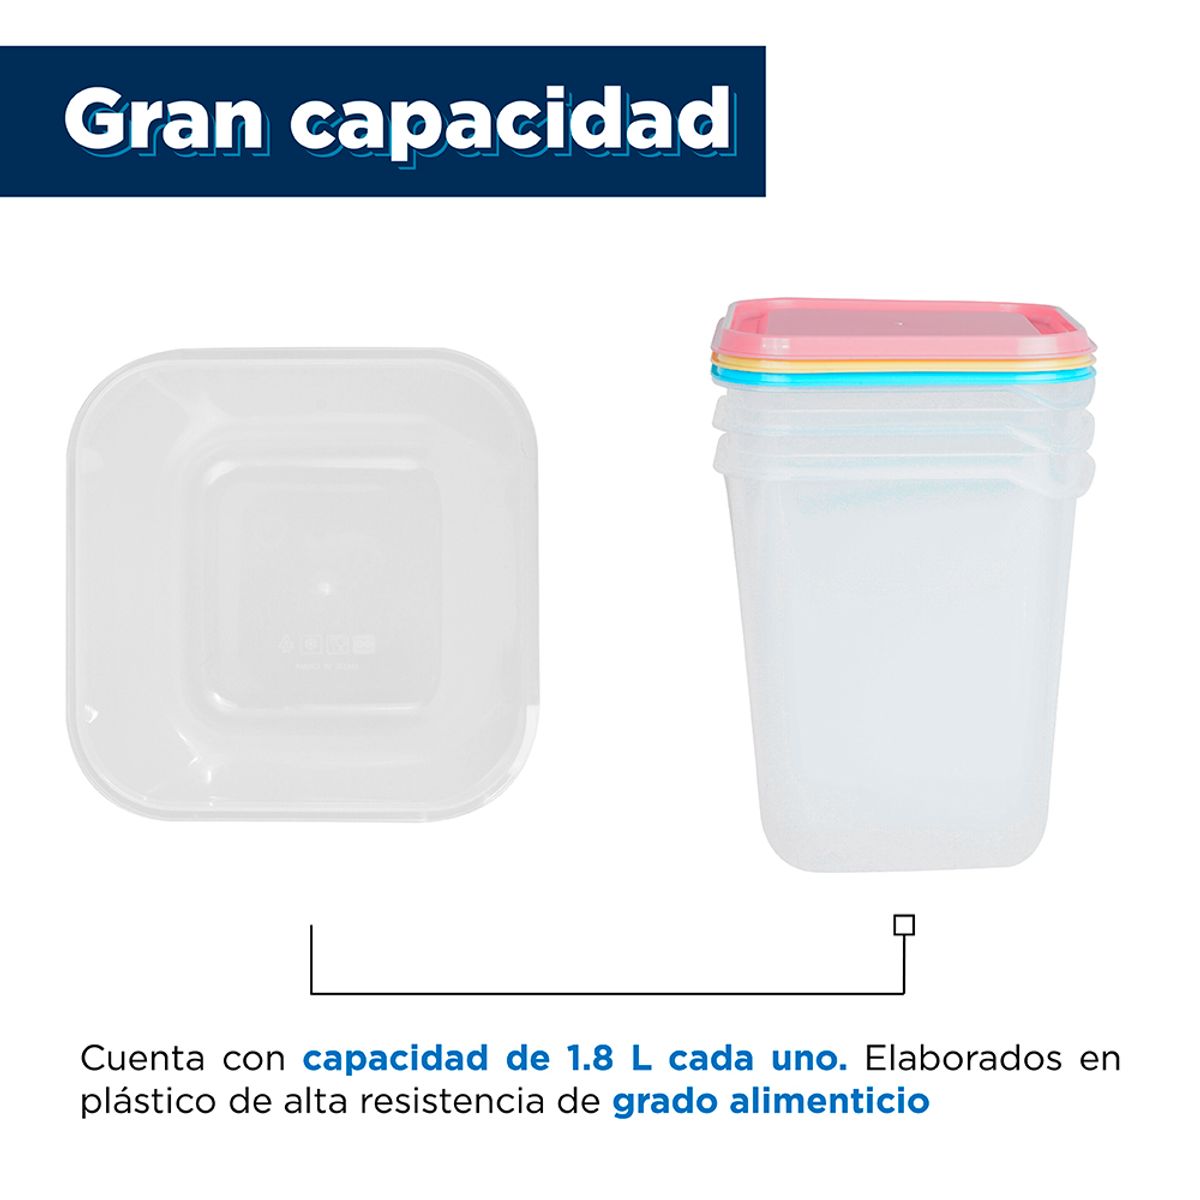 Gran capacidad
Cuenta con capacidad de 1.8 L cada uno. Elaborados en
plástico de alta resistencia de grado alimenticio